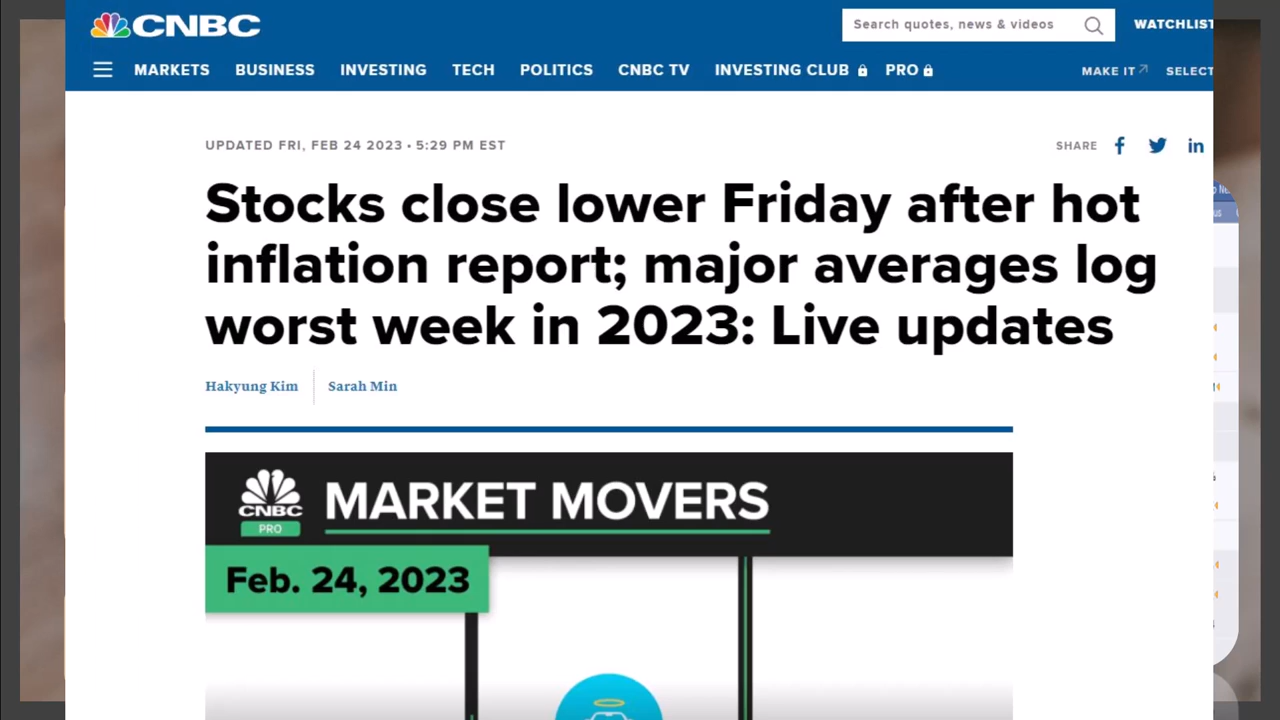 CNBC
Search quotes, news & videos
WATCHLIST
MARKETS BUSINESS INVESTING TECH POLITICS CNBC TV INVESTING CLUB PRO
MAKE IT SELECT
UPDATED FRI, FEB 24 2023 • 5:29 PM EST
SHARE
Stocks close lower Friday after hot
inflation report; major averages log
worst week in 2023: Live updates
Hakyung Kim Sarah Min
CNBC
PRO
MARKET MOVERS
Feb. 24, 2023